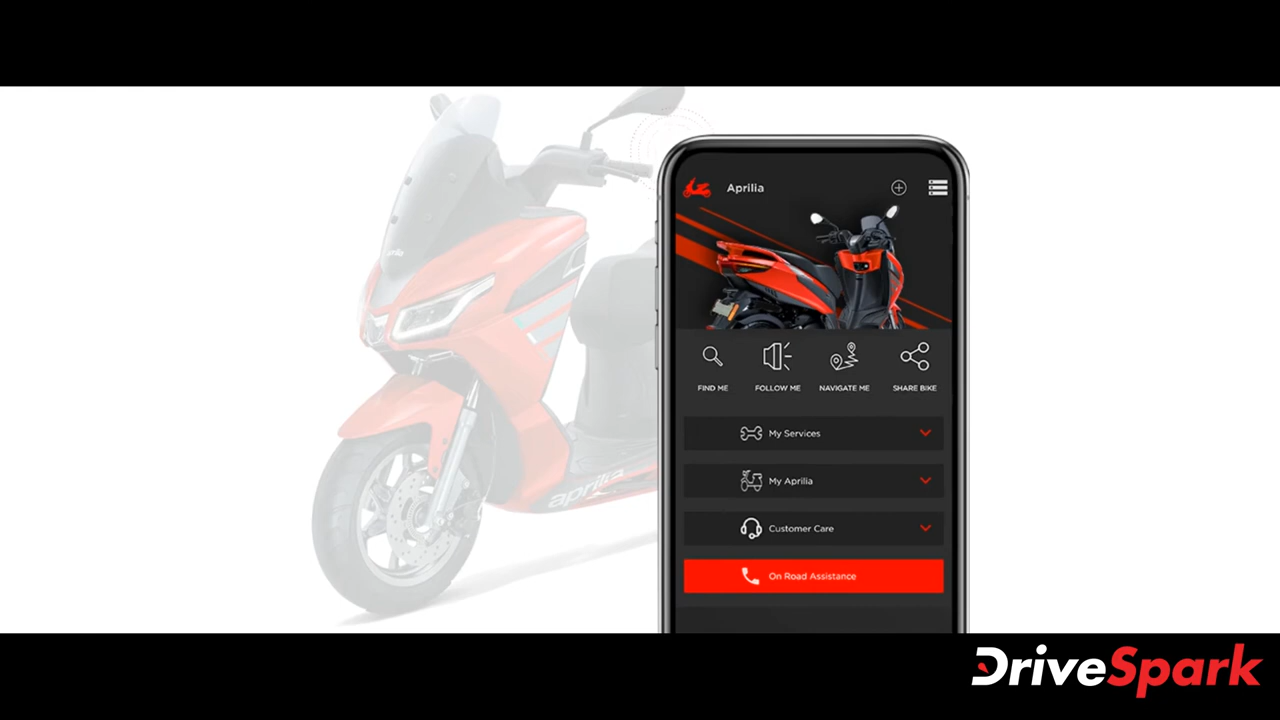 Aprilia
FIND ME
FOLLOW ME
NAVIGATE ME
SHARE BIKE
My Services
My Aprilia
Customer Care
On Road Assistance
aprilia
DriveSpark